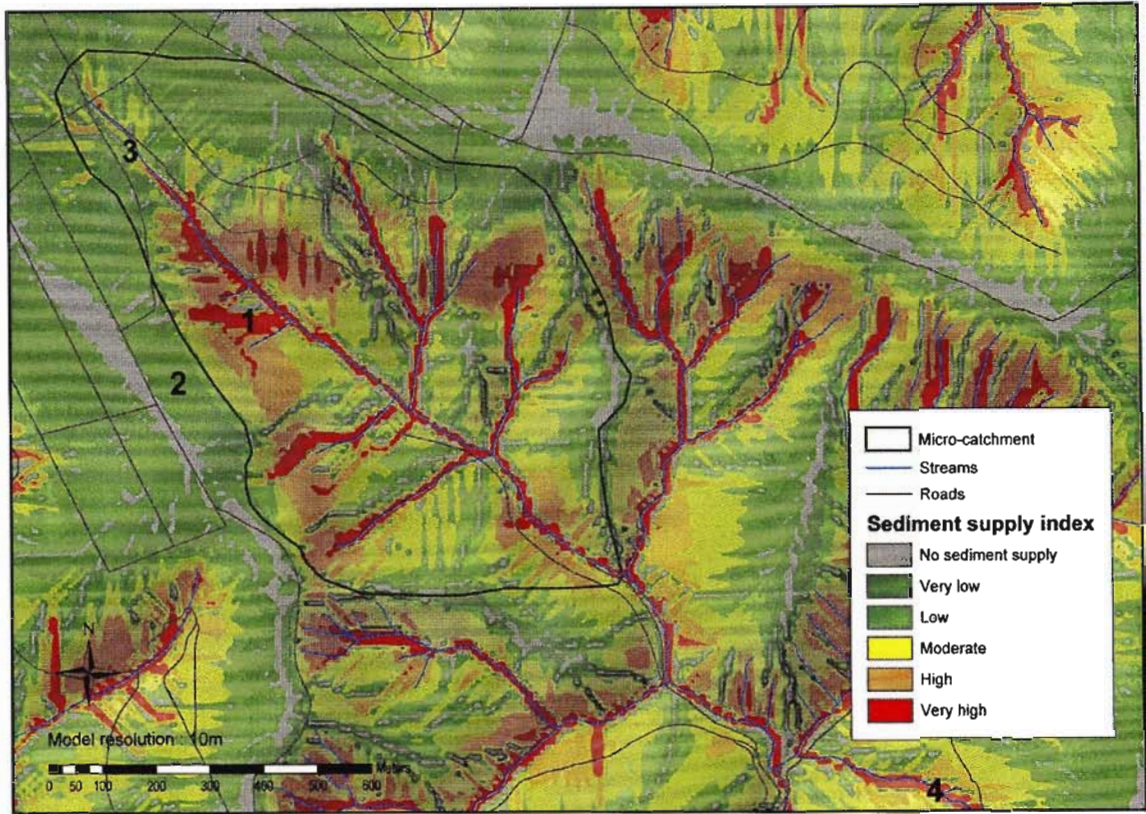 3
1
2
Micro-catchment
Streams
Roads
Sediment supply index
No sediment supply
Very low
Low
Moderate
High
Very high
N
Model resolution : 10m
Meters
0 50 100 200 300 400 500 600
4